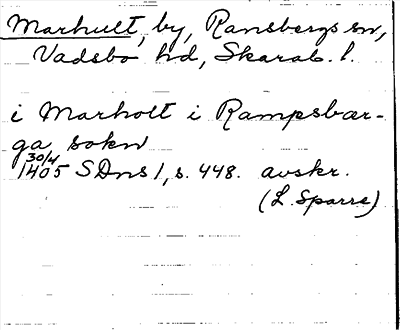 Marhult, by, Ransbergs sn,
Vadsbo hd, Skarab. l.
i Marholt i Rampsbar-
ga sokn
30/4
1405 SDns 1, s. 448. avskr.
(L. Sparre)